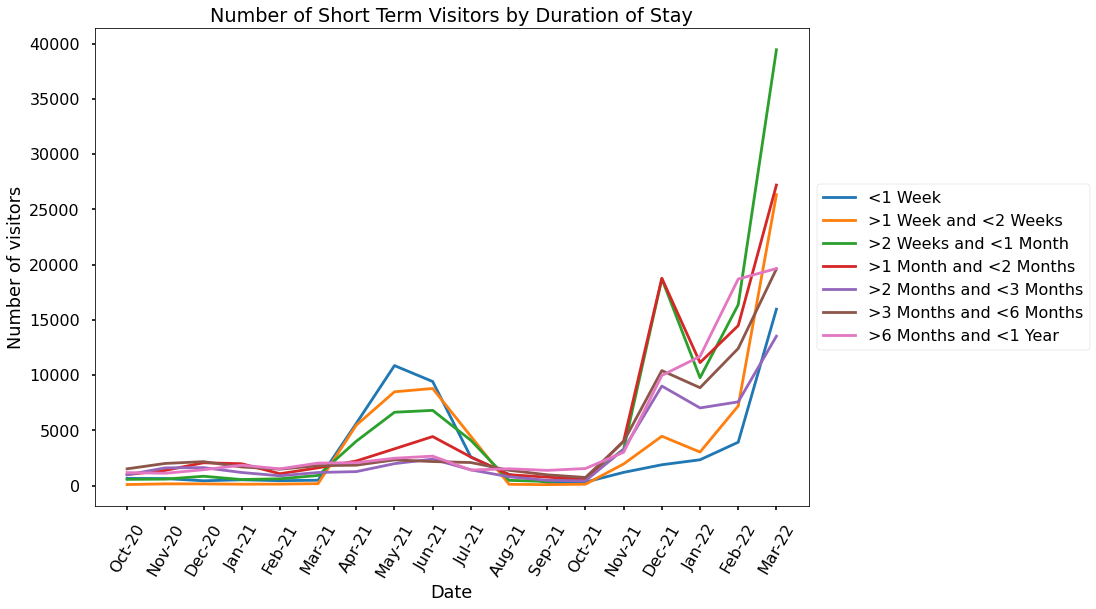 Number of Short Term Visitors by Duration of Stay
Number of visitors
40000
35000
30000
25000
20000
15000
10000
5000
0
<1 Week
>1 Week and <2 Weeks
>2 Weeks and <1 Month
>1 Month and <2 Months
>2 Months and <3 Months
>3 Months and <6 Months
>6 Months and <1 Year
Oct-20
Nov-20
Dec-20
Jan-21
Feb-21
Mar-21
Apr-21
May-21
Jun-21
Jul-21
Aug-21
Sep-21
Oct-21
Nov-21
Dec-21
Jan-22
Feb-22
Mar-22
Date